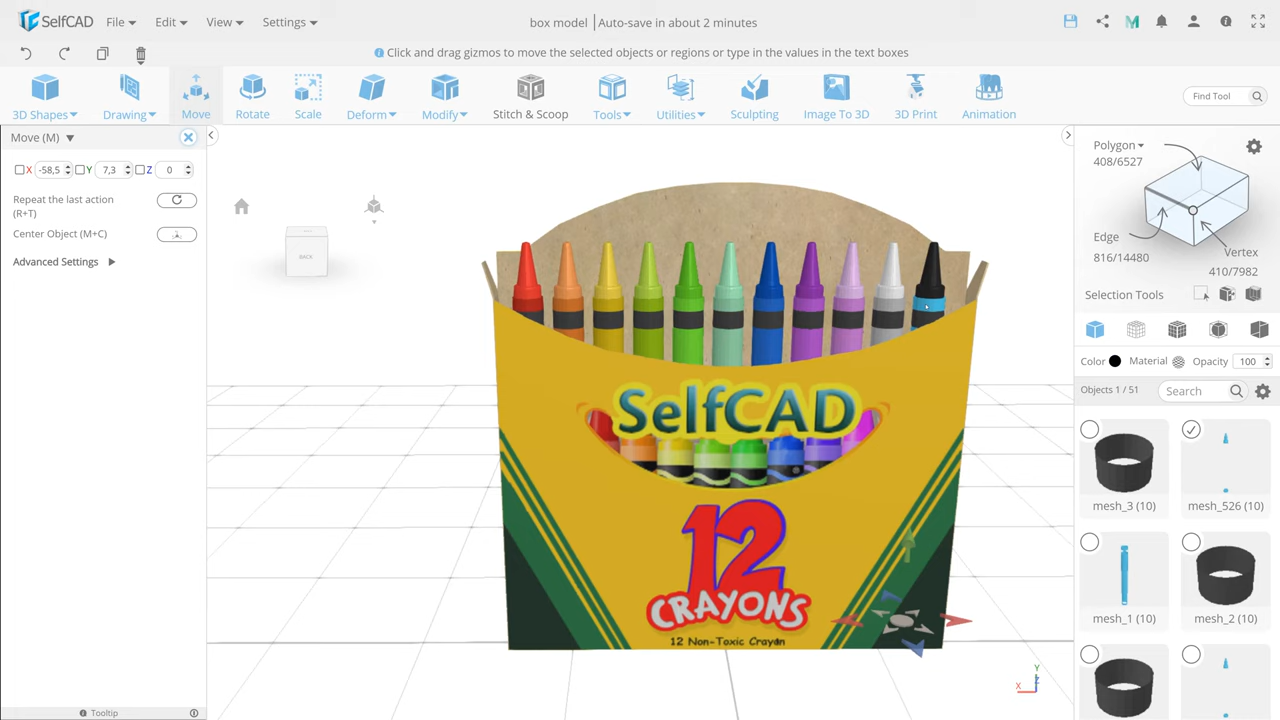 SelfCAD
File
Edit
View
Settings
box model
Auto-save in about 2 minutes
Click and drag gizmos to move the selected objects or regions or type in the values in the text boxes
3D Shapes
Drawing
Move
Rotate
Scale
Deform
Modify
Stitch & Scoop
Tools
Utilities
Sculpting
Image To 3D
3D Print
Animation
Find Tool
Move (M)
X -58,5 Y 7,3 Z 0
Repeat the last action
(R+T)
Center Object (M+C)
Advanced Settings
Tooltip
BACK
SelfCAD
12
CRAYONS
12 Non-Toxic Crayon
Y
Z
X
Polygon
408/6527
Edge
816/14480
Vertex
410/7982
Selection Tools
Color Material Opacity 100
Objects 1 / 51
Search
mesh_3 (10)
mesh_526 (10)
mesh_1 (10)
mesh_2 (10)